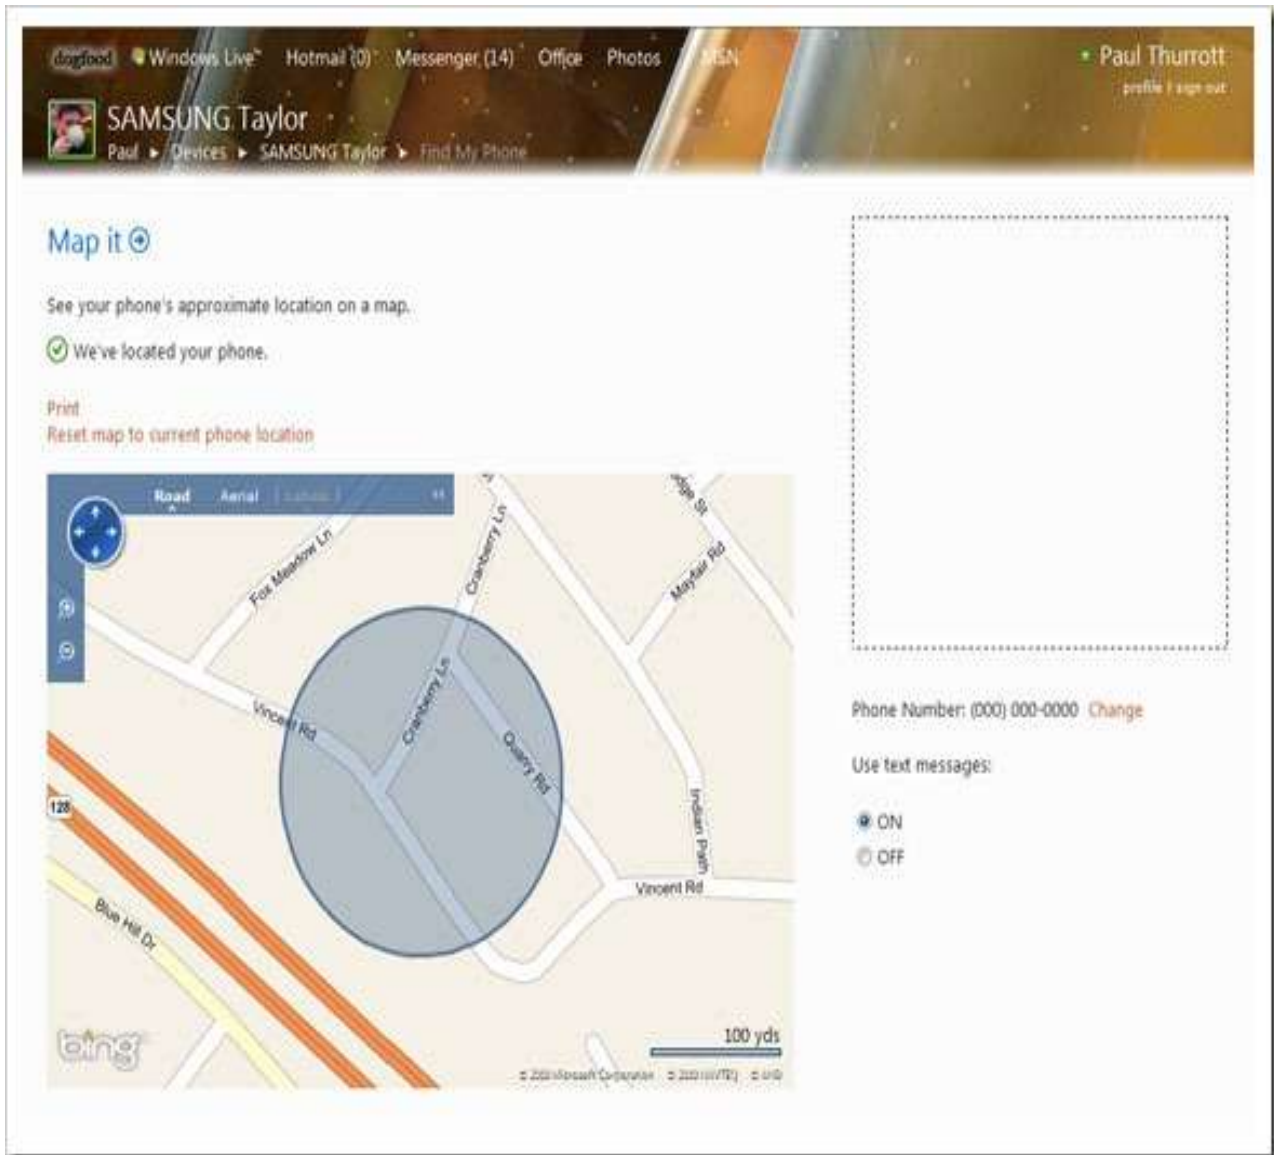 dogfood Windows Live™ Hotmail (0) Messenger (14) Office Photos MSN
Paul Thurrott
profile | sign out
SAMSUNG Taylor
Paul ▸ Devices ▸ SAMSUNG Taylor ▸ Find My Phone
Map it
See your phone's approximate location on a map.
We've located your phone.
Print
Reset map to current phone location
Road Aerial
Fox Meadow Ln
Cranberry Ln
Mayfair Rd
Vincent Rd
Cranberry Ln
Quarry Rd
Indian Path
128
Vincent Rd
Blue Hill Dr
bing
100 yds
Microsoft Corporation
Phone Number: (000) 000-0000 Change
Use text messages:
ON
OFF